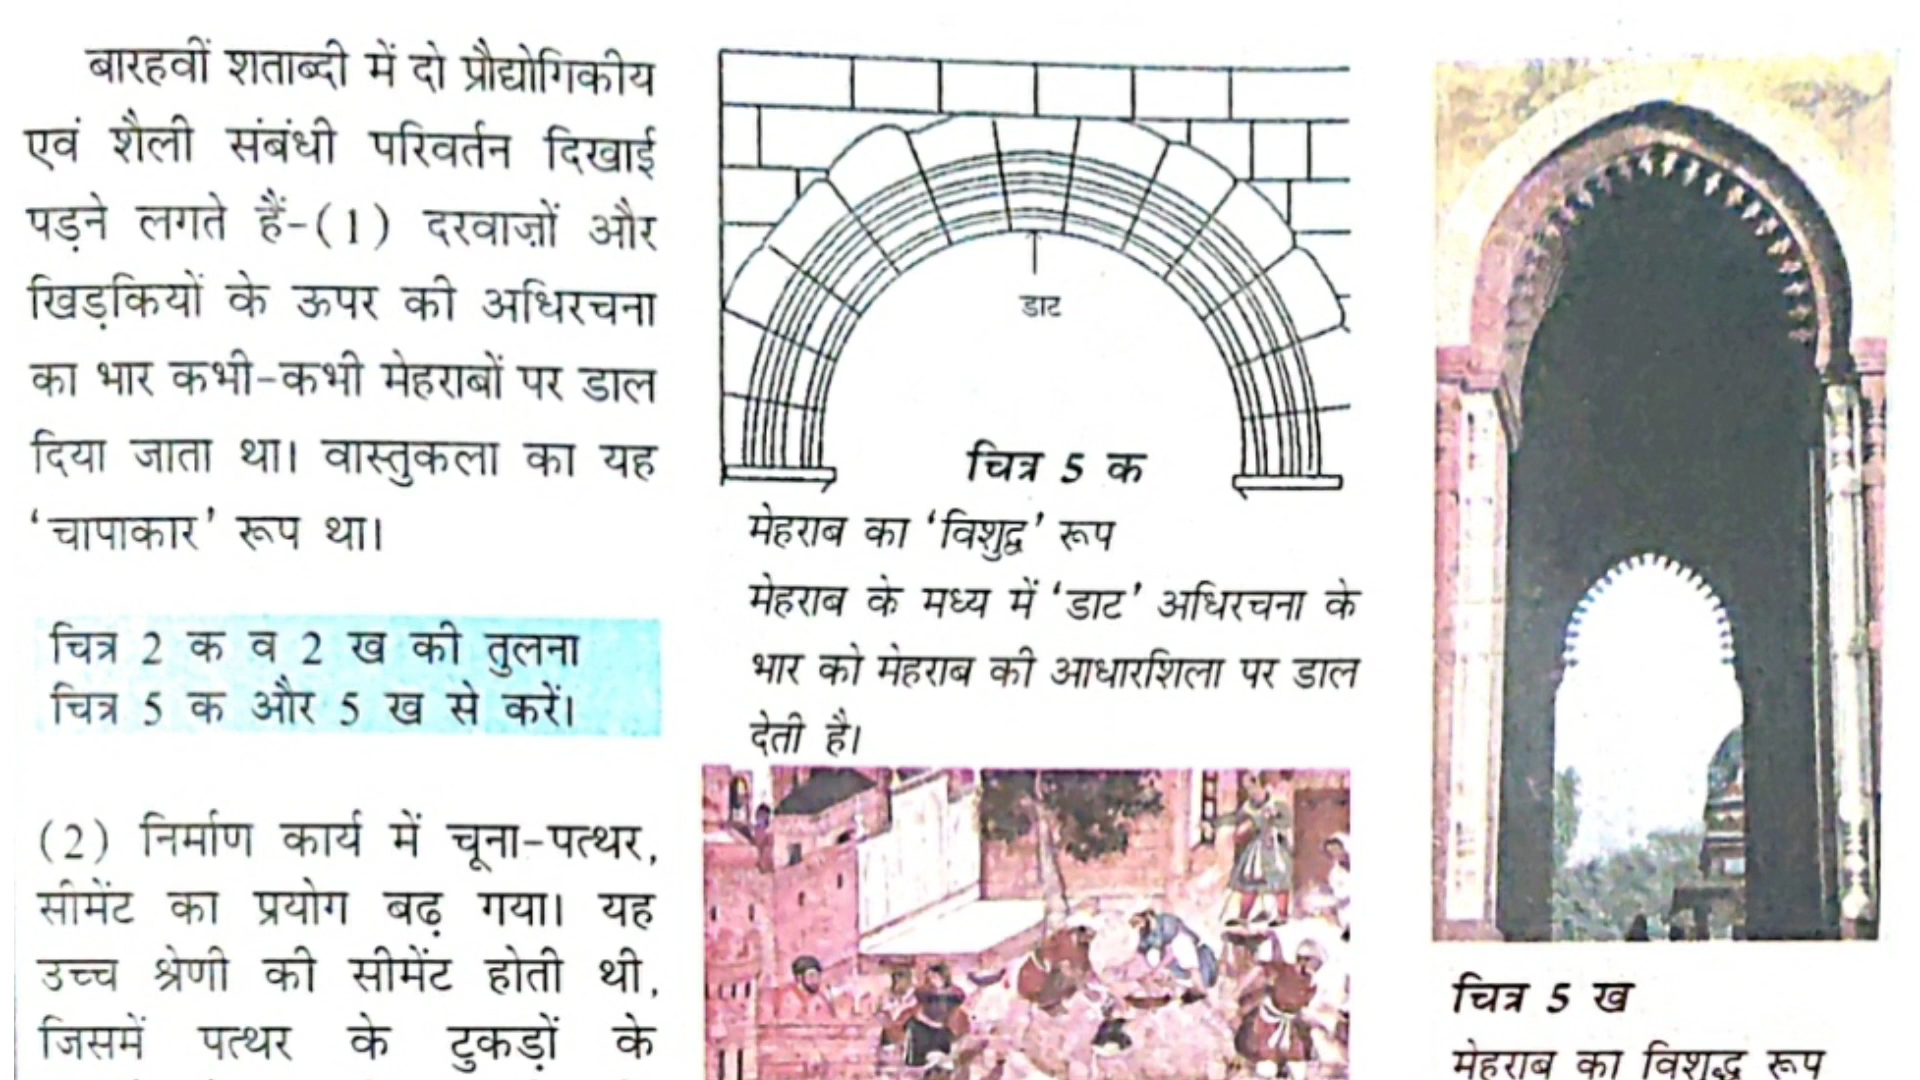 बारहवीं शताब्दी में दो प्रौद्योगिकीय
एवं शैली संबंधी परिवर्तन दिखाई
पड़ने लगते हैं-(1) दरवाज़ों और
खिड़कियों के ऊपर की अधिरचना
का भार कभी-कभी मेहराबों पर डाल
दिया जाता था। वास्तुकला का यह
‘चापाकार’ रूप था।
चित्र 2 क व 2 ख की तुलना
चित्र 5 क और 5 ख से करें।
(2) निर्माण कार्य में चूना-पत्थर,
सीमेंट का प्रयोग बढ़ गया। यह
उच्च श्रेणी की सीमेंट होती थी,
जिसमें पत्थर के टुकड़ों के
डाट
चित्र 5 क
मेहराब का ‘विशुद्ध’ रूप
मेहराब के मध्य में ‘डाट’ अधिरचना के
भार को मेहराब की आधारशिला पर डाल
देती है।
चित्र 5 ख
मेहराब का विशुद्ध रूप